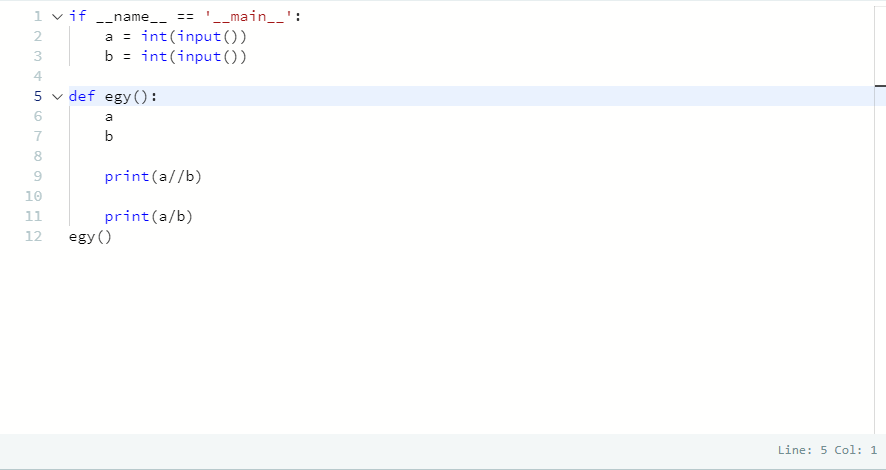 1 if __name__ == '__main__':
2     a = int(input())
3     b = int(input())
4
5 def egy():
6     a
7     b
8
9     print(a//b)
10
11     print(a/b)
12 egy()
Line: 5 Col: 1